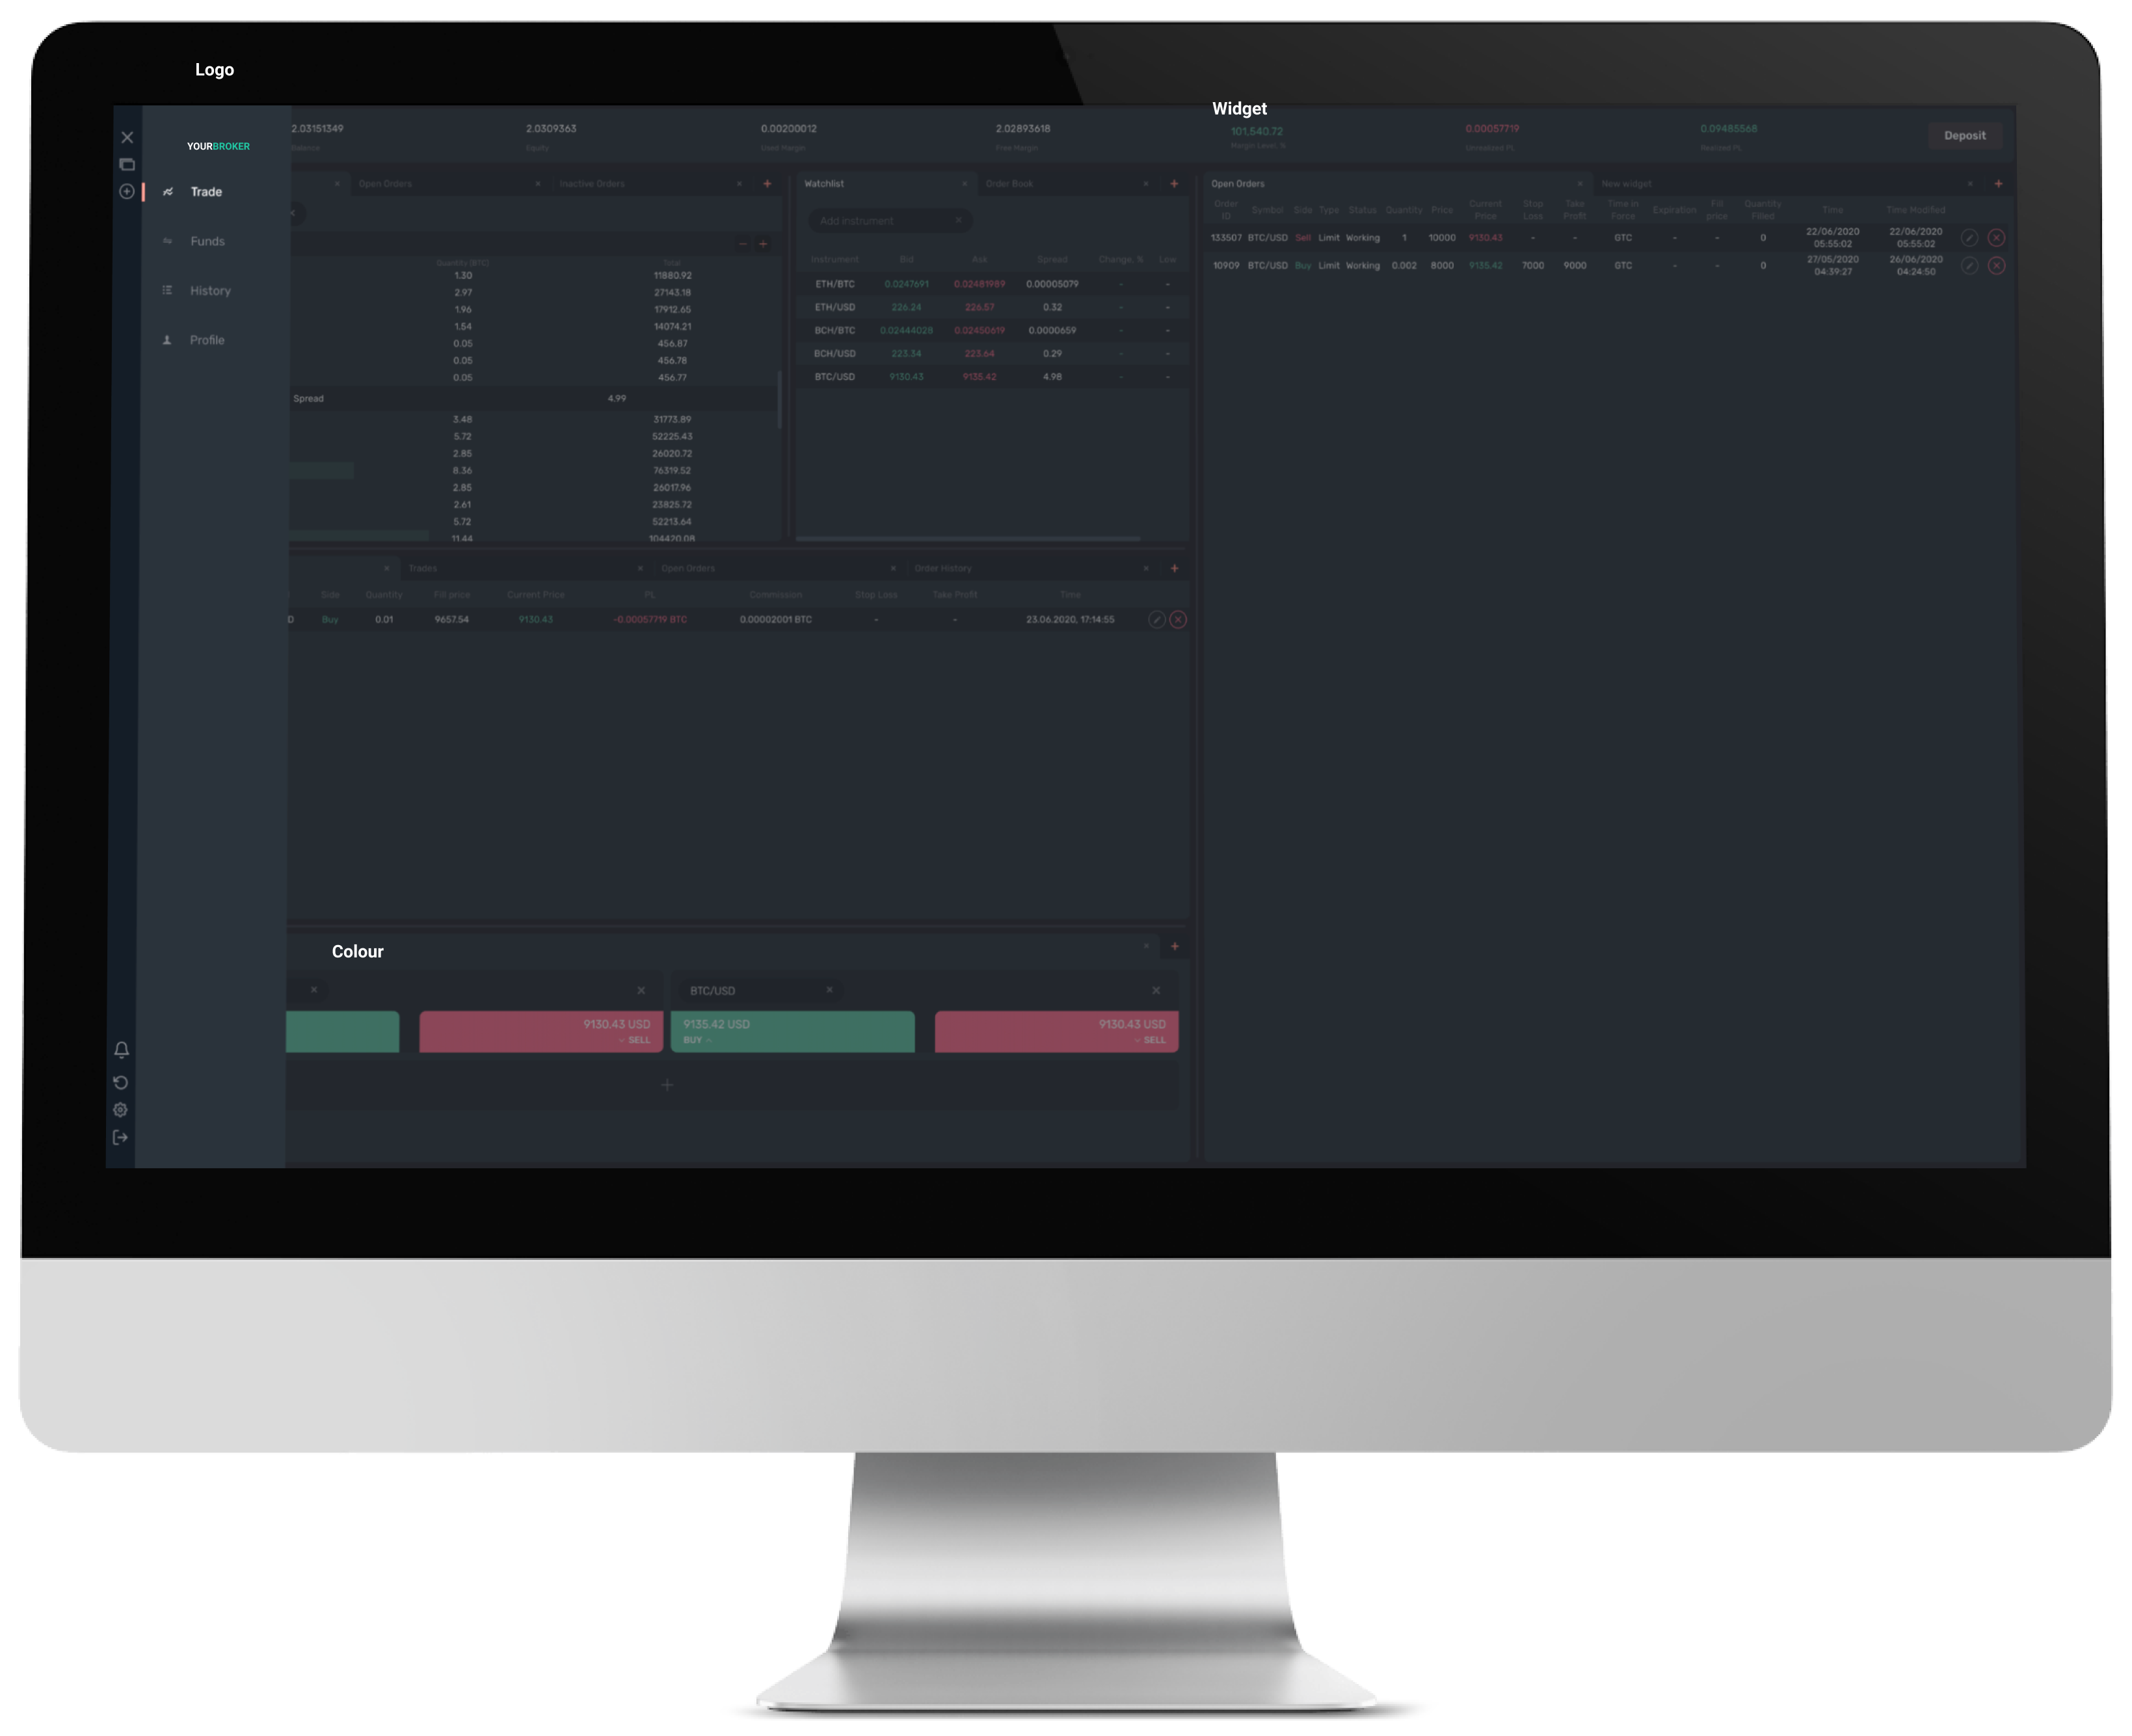 Logo
Widget
2.03151349 2.0309363 0.00200012 2.02893618 101,540.72 0.00057719 0.09485568 Deposit
Balance Equity Used Margin Free Margin Margin Level, % Unrealized PL Realized PL
YOURBROKER
Trade
Funds
History
Profile
Open Orders Inactive Orders
Quantity (BTC) Total
1.30 11880.92
2.97 27143.18
1.96 17912.65
1.54 14074.21
0.05 456.87
0.05 456.78
0.05 456.77
Spread 4.99
3.48 31773.89
5.72 52225.43
2.85 26020.72
8.36 76319.52
2.85 26017.96
2.61 23825.72
5.72 52213.64
11.44 104420.08
Watchlist Order Book
Add instrument
Instrument Bid Ask Spread Change, % Low
ETH/BTC 0.0247691 0.02481989 0.00005079 - -
ETH/USD 226.24 226.57 0.32 - -
BCH/BTC 0.02444028 0.02450619 0.0000659 - -
BCH/USD 223.34 223.64 0.29 - -
BTC/USD 9130.43 9135.42 4.98 - -
Open Orders New widget
Order ID Symbol Side Type Status Quantity Price Current Price Stop Loss Take Profit Time in Force Expiration Fill price Quantity Filled Time Time Modified
133507 BTC/USD Sell Limit Working 1 10000 9130.43 - - GTC - - 0 22/06/2020 05:55:02 22/06/2020 05:55:02
10909 BTC/USD Buy Limit Working 0.002 8000 9135.42 7000 9000 GTC - - 0 27/05/2020 04:39:27 26/06/2020 04:24:50
Trades Open Orders Order History
Side Quantity Fill price Current Price PL Commission Stop Loss Take Profit Time
D Buy 0.01 9657.54 9130.43 -0.00057719 BTC 0.00002001 BTC - - 23.06.2020, 17:14:55
Colour
BTC/USD
9130.43 USD 9135.42 USD 9130.43 USD
SELL BUY SELL